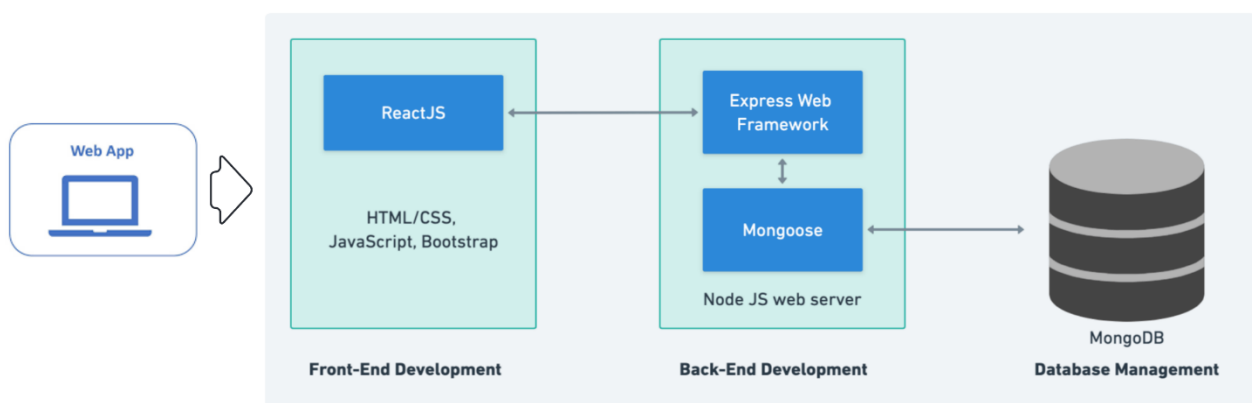 Web App
ReactJS
HTML/CSS,
JavaScript, Bootstrap
Front-End Development
Express Web
Framework
Mongoose
Node JS web server
Back-End Development
MongoDB
Database Management